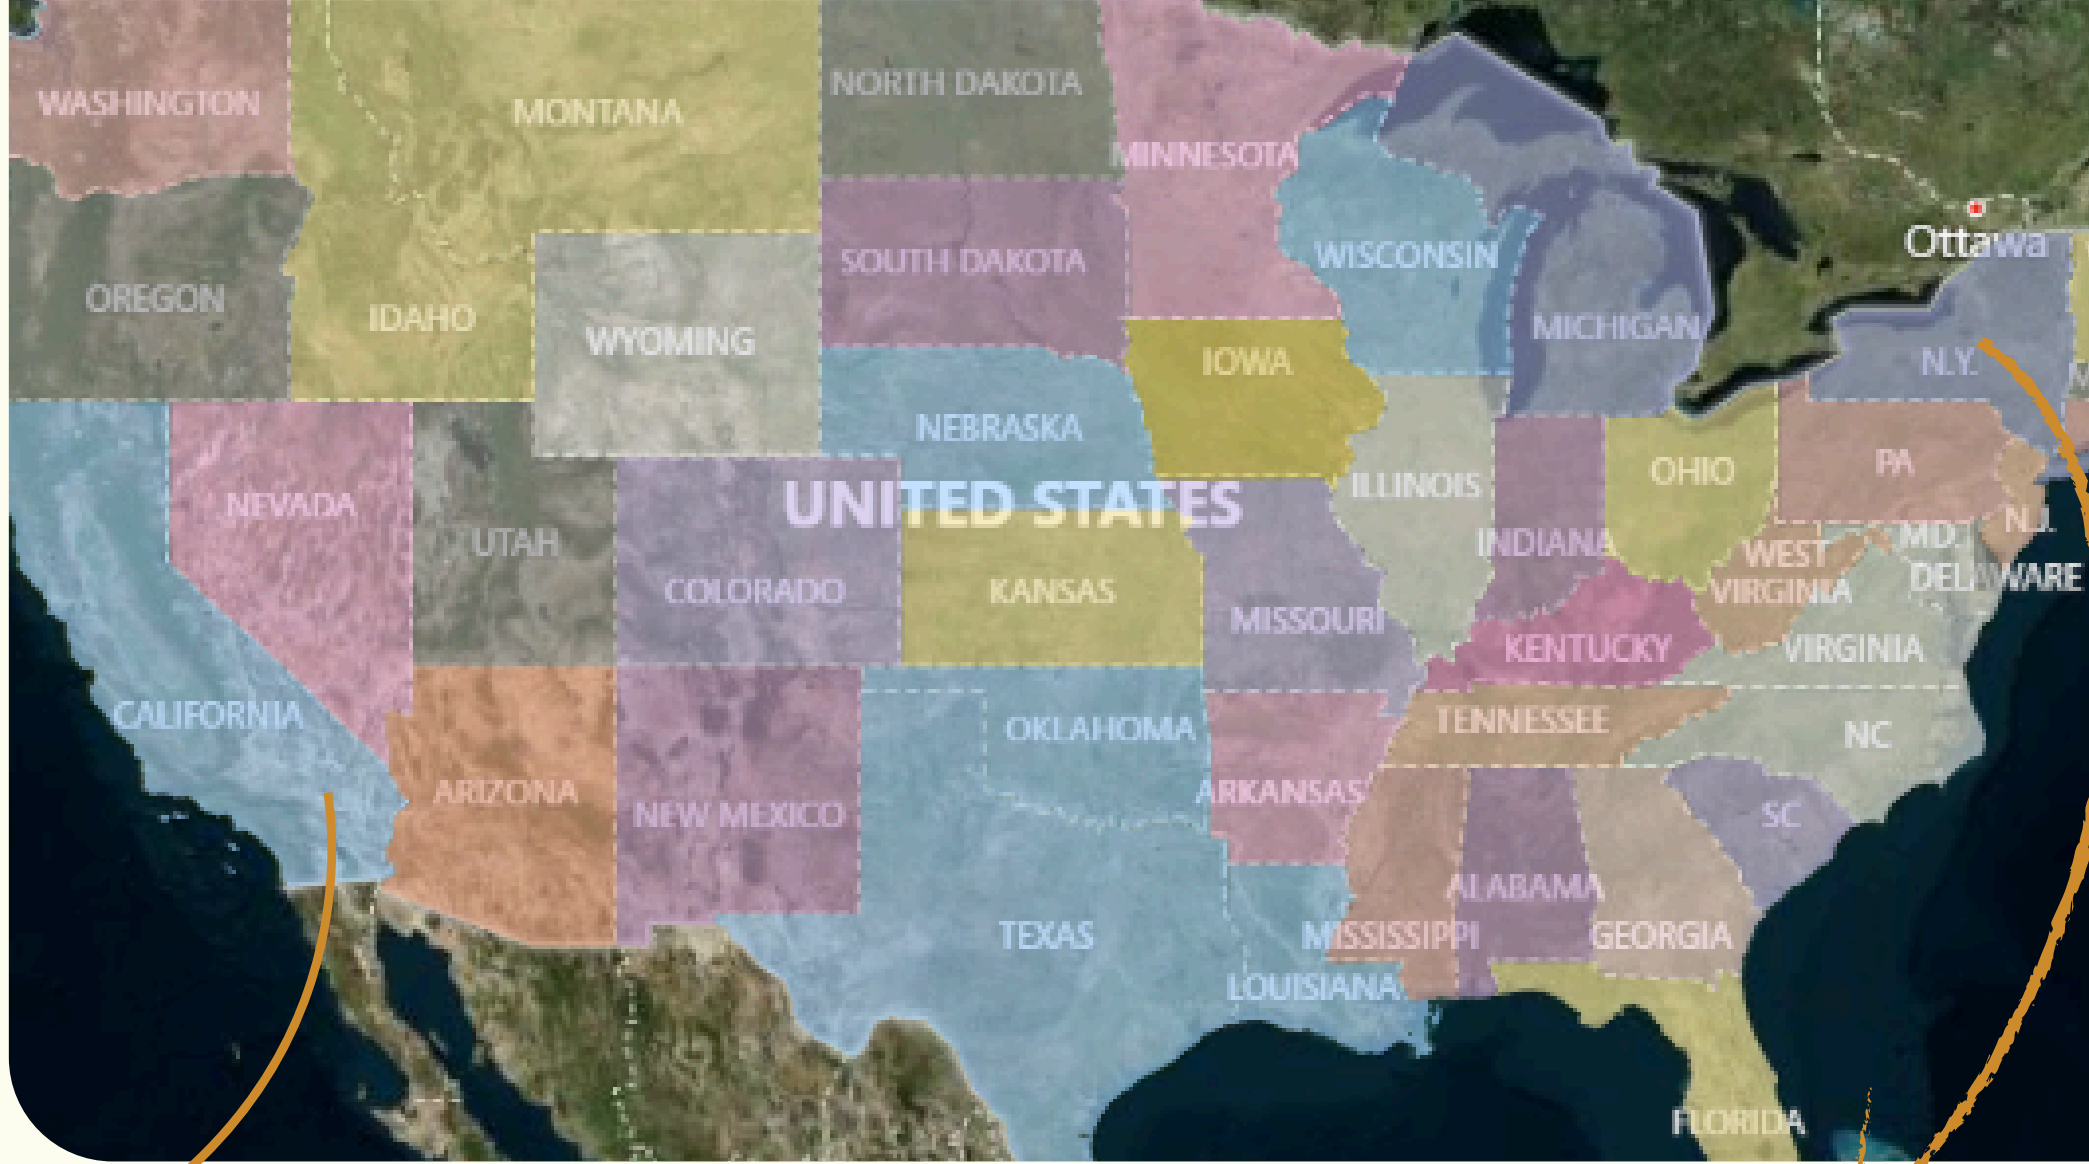 NORTH DAKOTA
WASHINGTON
MONTANA
MINNESOTA
Ottawa
SOUTH DAKOTA
WISCONSIN
OREGON
IDAHO
MICHIGAN
WYOMING
IOWA
N.Y.
NEBRASKA
PA
OHIO
ILLINOIS
NEVADA
UNITED STATES
N.J.
MD.
UTAH
INDIANA
WEST
VIRGINIA
DELAWARE
COLORADO
KANSAS
MISSOURI
KENTUCKY
VIRGINIA
CALIFORNIA
OKLAHOMA
TENNESSEE
NC
ARIZONA
ARKANSAS
NEW MEXICO
SC
ALABAMA
TEXAS
MISSISSIPPI
GEORGIA
LOUISIANA
FLORIDA